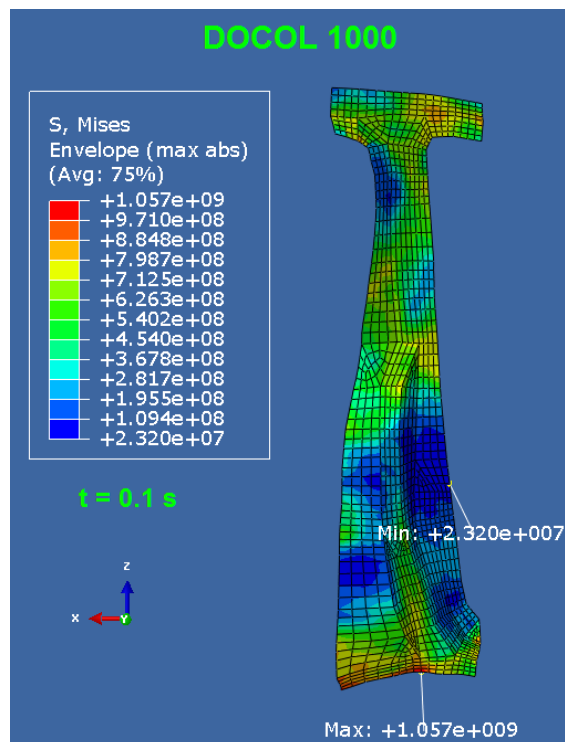 DOCOL 1000
S, Mises
Envelope (max abs)
(Avg: 75%)
+1.057e+09
+9.710e+08
+8.848e+08
+7.987e+08
+7.125e+08
+6.263e+08
+5.402e+08
+4.540e+08
+3.678e+08
+2.817e+08
+1.955e+08
+1.094e+08
+2.320e+07
t = 0.1 s
Min: +2.320e+007
z
x
Y
Max: +1.057e+009